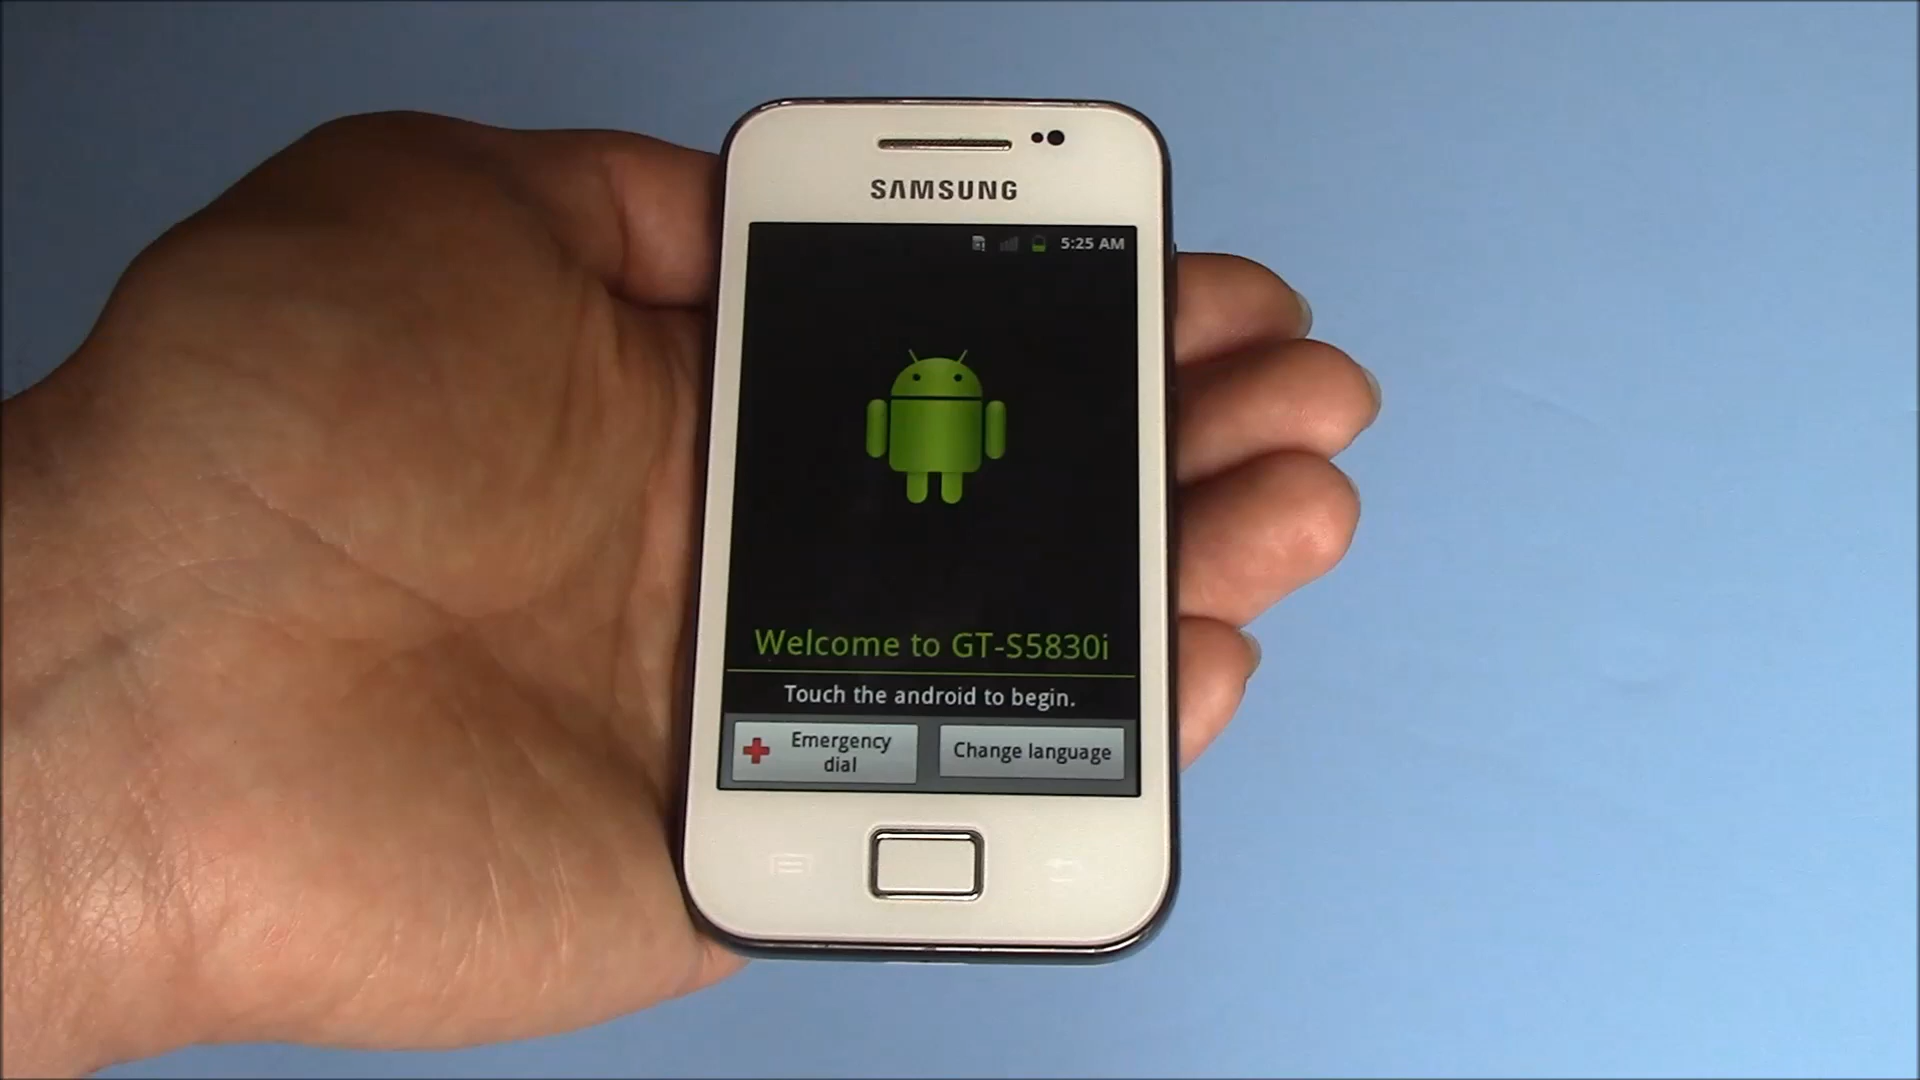 SAMSUNG
5:25 AM
Welcome to GT-S5830i
Touch the android to begin.
Emergency
dial
Change language